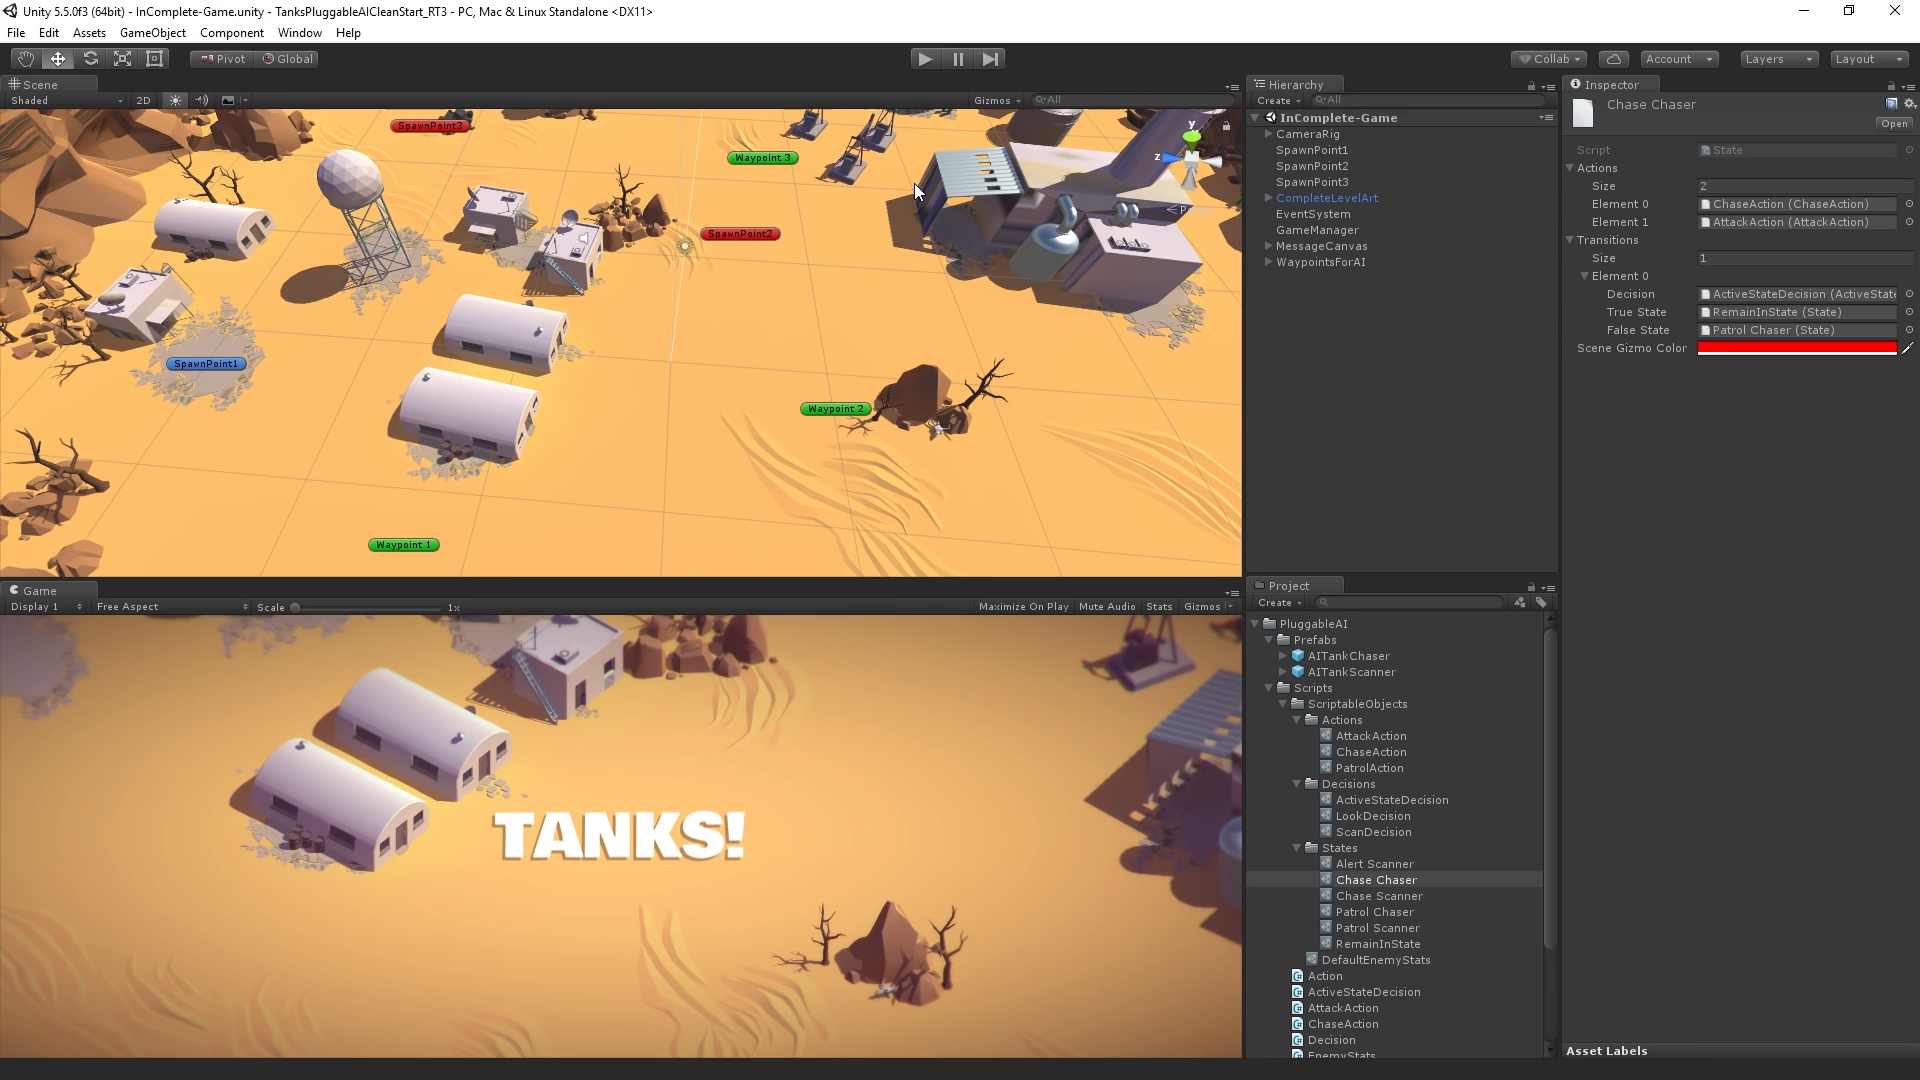 Unity 5.5.0f3 (64bit) - InComplete-Game.unity - TanksPluggableAICleanStart_RT3 - PC, Mac & Linux Standalone <DX11>
File Edit Assets GameObject Component Window Help
Pivot Global Collab Account Layers Layout
Scene
Shaded 2D Gizmos All
SpawnPoint3
Waypoint 3
SpawnPoint2
SpawnPoint1
Waypoint 2
Waypoint 1
y
z
Game
Display 1 Free Aspect Scale 1x Maximize On Play Mute Audio Stats Gizmos
TANKS!
Hierarchy
Create All
InComplete-Game
CameraRig
SpawnPoint1
SpawnPoint2
SpawnPoint3
CompleteLevelArt
EventSystem
GameManager
MessageCanvas
WaypointsForAI
Project
Create
PluggableAI
Prefabs
AITankChaser
AITankScanner
Scripts
ScriptableObjects
Actions
AttackAction
ChaseAction
PatrolAction
Decisions
ActiveStateDecision
LookDecision
ScanDecision
States
Alert Scanner
Chase Chaser
Chase Scanner
Patrol Chaser
Patrol Scanner
RemainInState
DefaultEnemyStats
Action
ActiveStateDecision
AttackAction
ChaseAction
Decision
EnemyStats
Inspector
Chase Chaser
Open
Script State
Actions
Size 2
Element 0 ChaseAction (ChaseAction)
Element 1 AttackAction (AttackAction)
Transitions
Size 1
Element 0
Decision ActiveStateDecision (ActiveState
True State RemainInState (State)
False State Patrol Chaser (State)
Scene Gizmo Color
Asset Labels